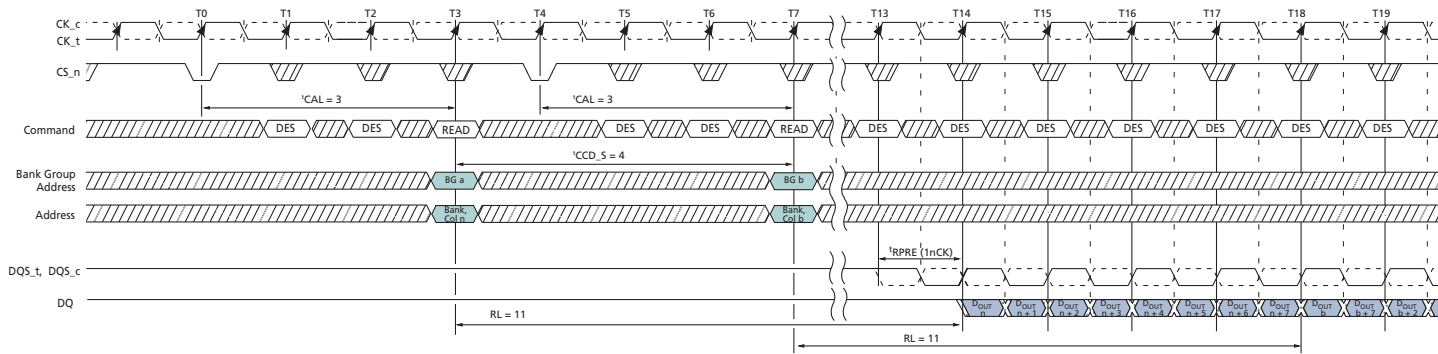 T0 T1 T2 T3 T4 T5 T6 T7 T13 T14 T15 T16 T17 T18 T19
CK_c
CK_t
CS_n
tCAL = 3 tCAL = 3
Command DES DES READ DES DES READ DES DES DES DES DES DES DES
tCCD_S = 4
Bank Group
Address
BG a BG b
Address
Bank,
Col n
Bank,
Col b
tRPRE (1nCK)
DQS_t, DQS_c
DQ
DOUT
n
DOUT
n + 1
DOUT
n + 2
DOUT
n + 3
DOUT
n + 4
DOUT
n + 5
DOUT
n + 6
DOUT
n + 7
DOUT
b
DOUT
b + 7
DOUT
b + 2
RL = 11
RL = 11